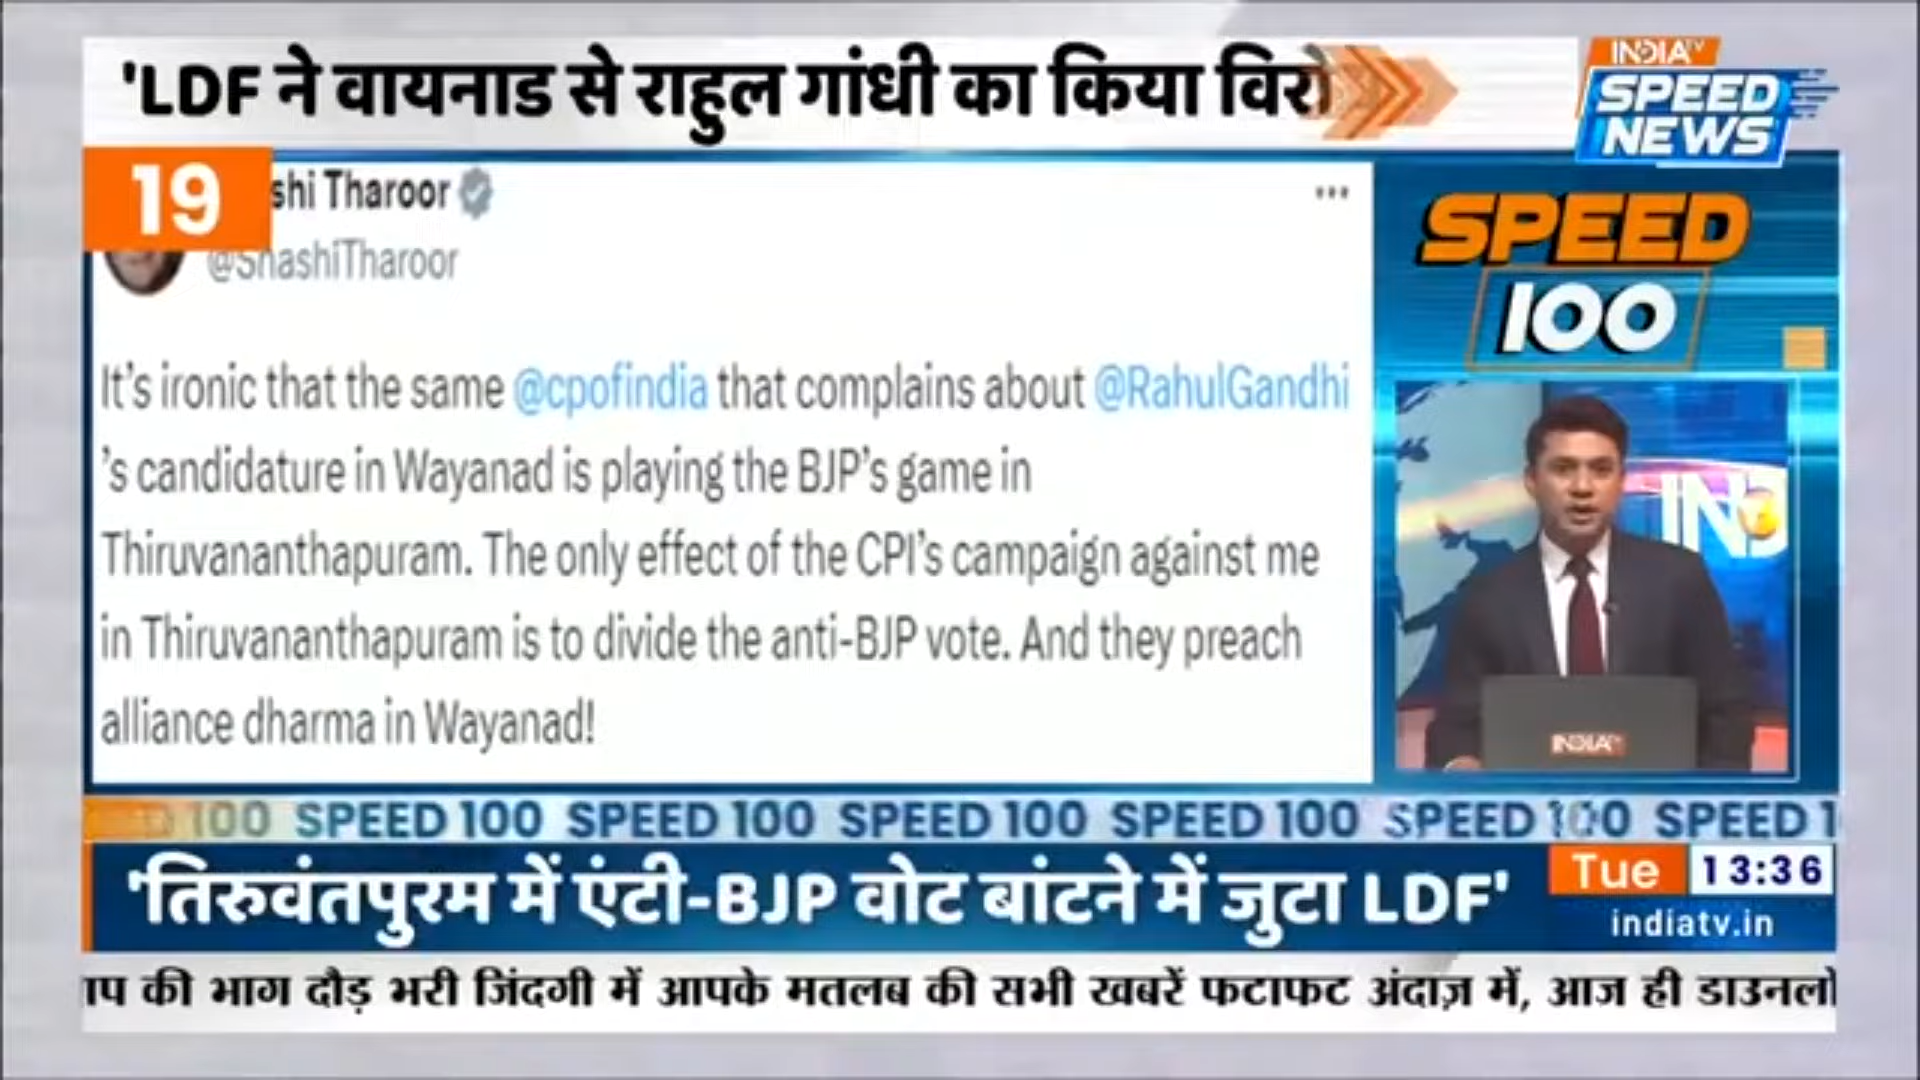 'LDF ने वायनाड से राहुल गांधी का किया
INDIA TV
SPEED
NEWS
19
shi Tharoor
@ShashiTharoor
It's ironic that the same @cpofindia that complains about @RahulGandhi
's candidature in Wayanad is playing the BJP's game in
Thiruvananthapuram. The only effect of the CPI's campaign against me
in Thiruvananthapuram is to divide the anti-BJP vote. And they preach
alliance dharma in Wayanad!
SPEED
100
INDIA TV
100 SPEED 100 SPEED 100 SPEED 100 SPEED 100 SPEED 100 SPEED 1
'तिरुवंतपुरम में एंटी-BJP वोट बांटने में जुटा LDF'
Tue 13:36
indiatv.in
की भाग दौड़ भरी जिंदगी में आपके मतलब की सभी खबरें फटाफट अंदाज़ में, आज ही